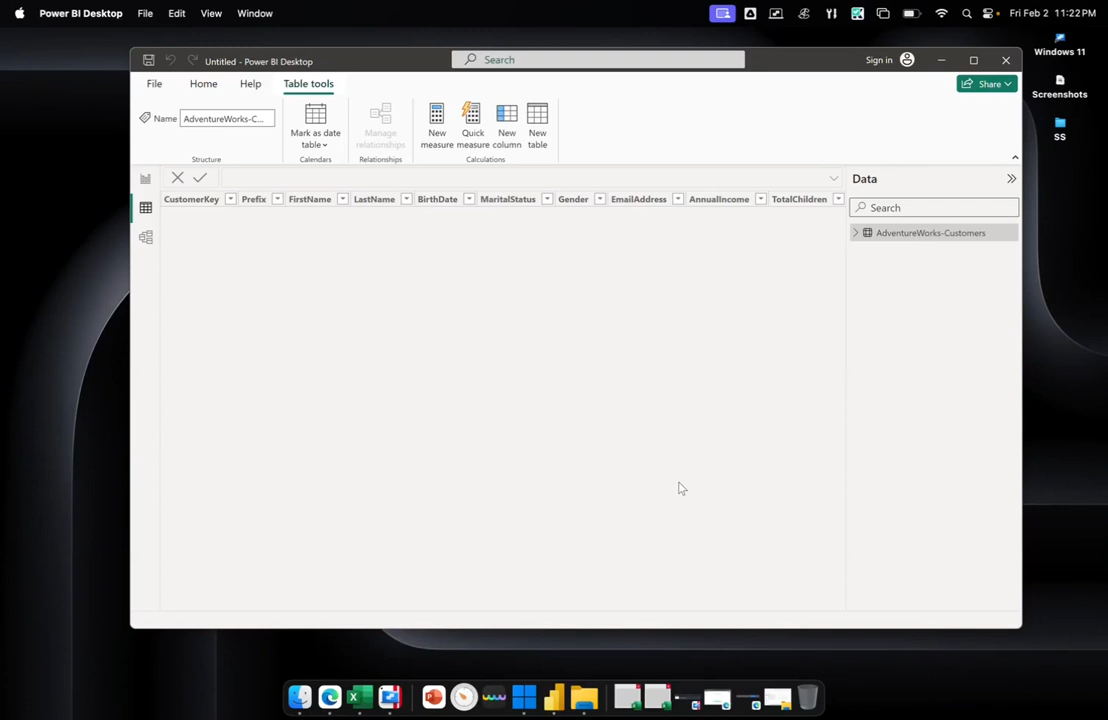 Power BI Desktop File Edit View Window Fri Feb 2 11:22PM
Windows 11
Screenshots
SS
Untitled - Power BI Desktop Search Sign in
File Home Help Table tools Share
Name AdventureWorks-C...
Mark as date
table
Manage
relationships
New
measure
Quick
measure
New
column
New
table
Structure Calendars Relationships Calculations
Data
CustomerKey Prefix FirstName LastName BirthDate MaritalStatus Gender EmailAddress AnnualIncome TotalChildren
Search
AdventureWorks-Customers